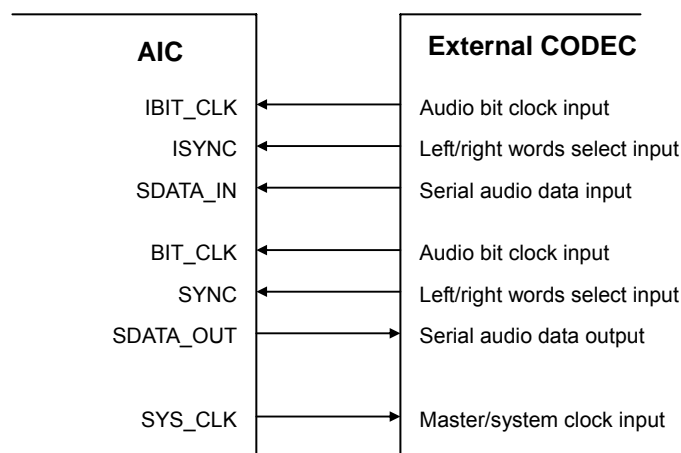 AIC External CODEC
IBIT_CLK Audio bit clock input
ISYNC Left/right words select input
SDATA_IN Serial audio data input
BIT_CLK Audio bit clock input
SYNC Left/right words select input
SDATA_OUT Serial audio data output
SYS_CLK Master/system clock input